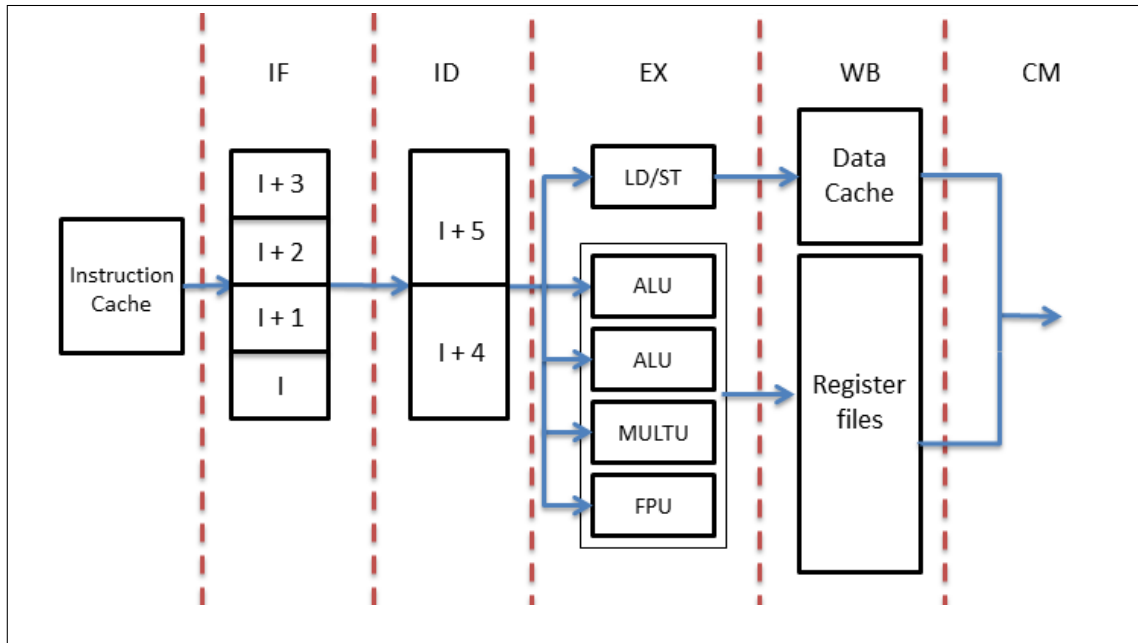 IF
ID
EX
WB
CM
Instruction
Cache
I + 3
I + 2
I + 1
I
I + 5
I + 4
LD/ST
ALU
ALU
MULTU
FPU
Data
Cache
Register
files